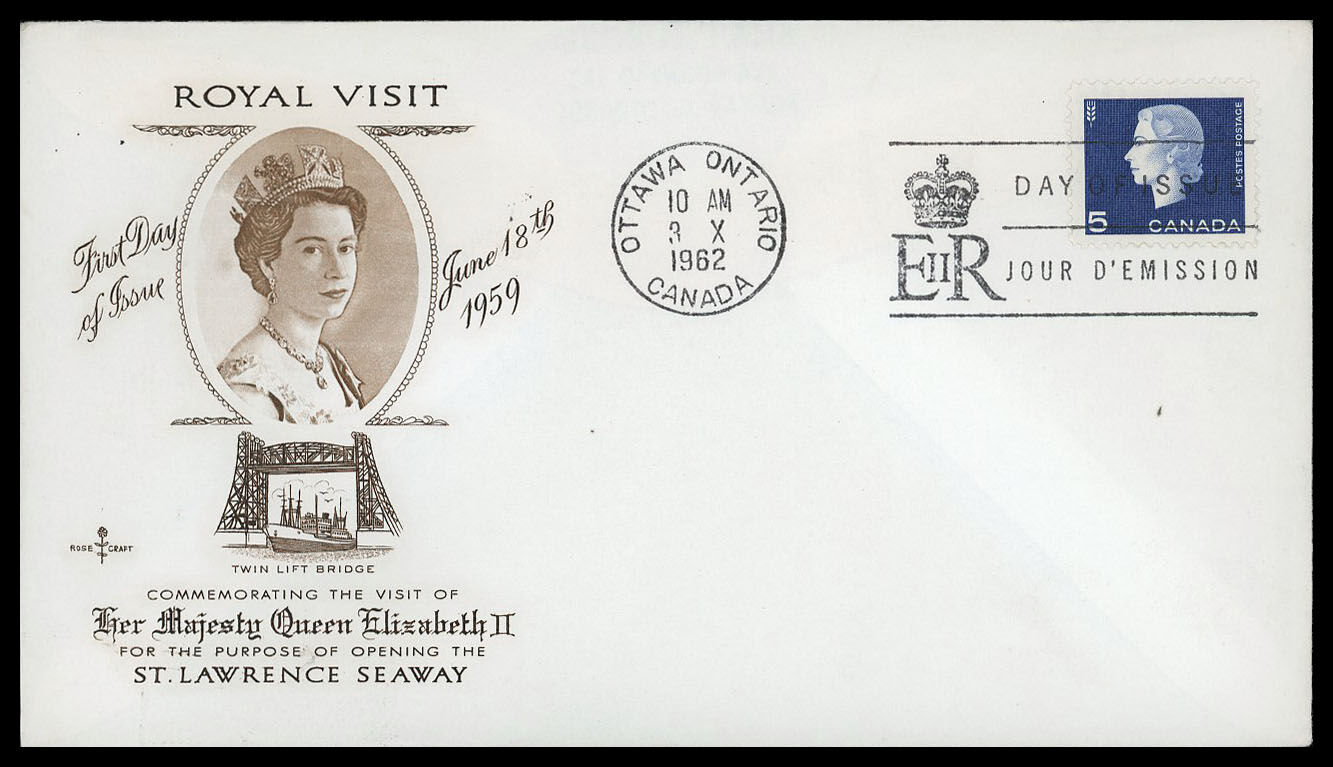 ROYAL VISIT
First Day
of Issue
June 18th
1959
ROSE CRAFT
TWIN LIFT BRIDGE
COMMEMORATING THE VISIT OF
Her Majesty Queen Elizabeth II
FOR THE PURPOSE OF OPENING THE
ST. LAWRENCE SEAWAY
OTTAWA ONTARIO
10 AM
3 X
1962
CANADA
EIIR
DAY OF ISSUE
JOUR D'EMISSION
POSTES POSTAGE
5 CANADA